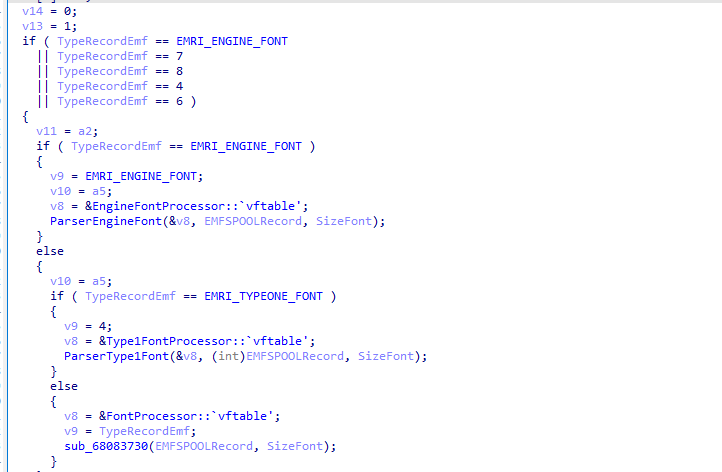 v14 = 0;
v13 = 1;
if ( TypeRecordEmf == EMRI_ENGINE_FONT
|| TypeRecordEmf == 7
|| TypeRecordEmf == 8
|| TypeRecordEmf == 4
|| TypeRecordEmf == 6 )
{
v11 = a2;
if ( TypeRecordEmf == EMRI_ENGINE_FONT )
{
v9 = EMRI_ENGINE_FONT;
v10 = a5;
v8 = &EngineFontProcessor::`vftable';
ParserEngineFont(&v8, EMFSPOOLRecord, SizeFont);
}
else
{
v10 = a5;
if ( TypeRecordEmf == EMRI_TYPEONE_FONT )
{
v9 = 4;
v8 = &Type1FontProcessor::`vftable';
ParserType1Font(&v8, (int)EMFSPOOLRecord, SizeFont);
}
else
{
v8 = &FontProcessor::`vftable';
v9 = TypeRecordEmf;
sub_68083730(EMFSPOOLRecord, SizeFont);
}